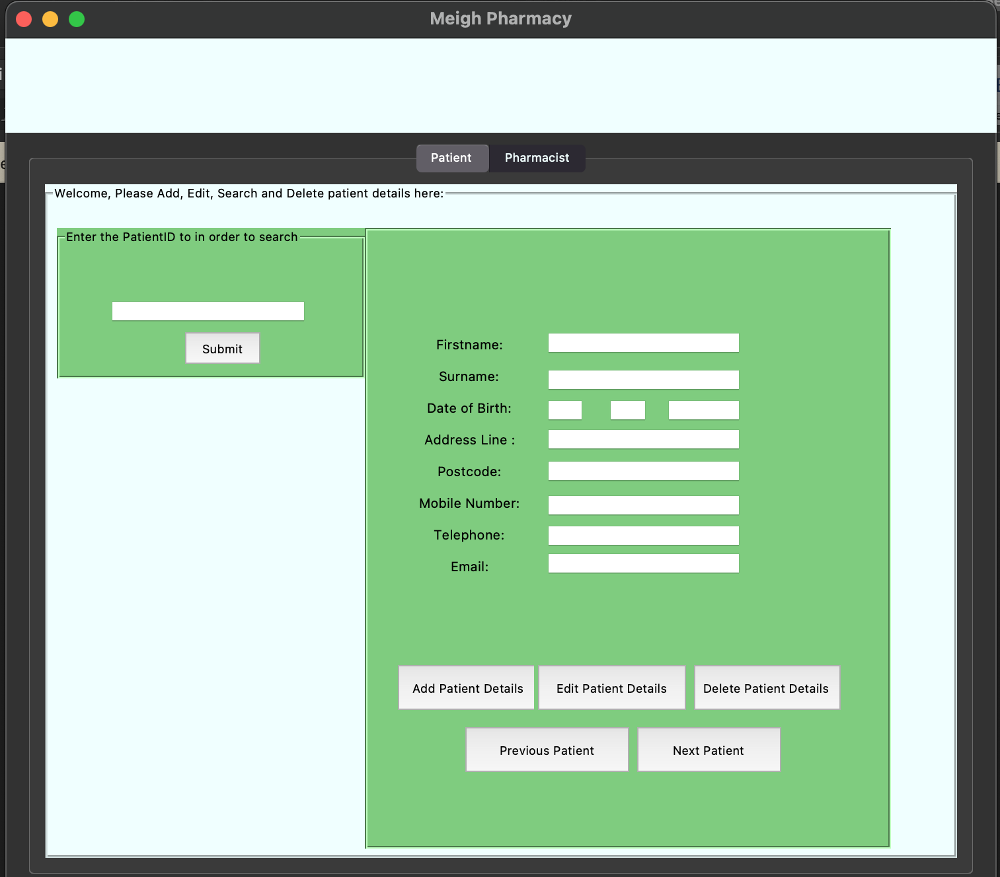 Meigh Pharmacy
Patient Pharmacist
Welcome, Please Add, Edit, Search and Delete patient details here:
Enter the PatientID to in order to search
Submit
Firstname:
Surname:
Date of Birth:
Address Line :
Postcode:
Mobile Number:
Telephone:
Email:
Add Patient Details Edit Patient Details Delete Patient Details
Previous Patient Next Patient